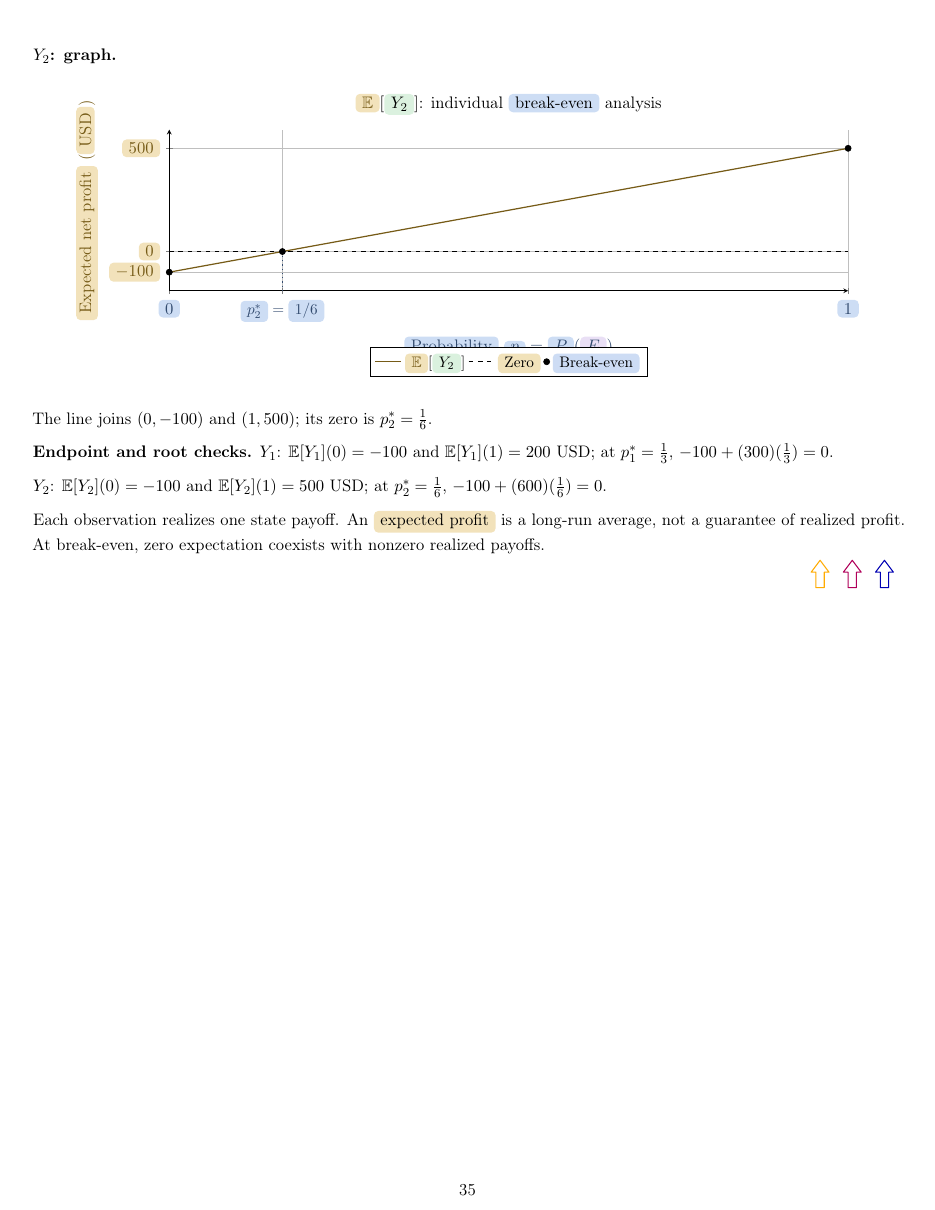 Y₂: graph.
𝔼[Y₂]: individual break-even analysis
Expected net profit (USD)
500
0
−100
0
p₂* = 1/6
1
Probability p = P(E)
𝔼[Y₂] Zero Break-even
The line joins (0, −100) and (1, 500); its zero is p₂* = 1/6.
Endpoint and root checks. Y₁: 𝔼[Y₁](0) = −100 and 𝔼[Y₁](1) = 200 USD; at p₁* = 1/3, −100 + (300)(1/3) = 0.
Y₂: 𝔼[Y₂](0) = −100 and 𝔼[Y₂](1) = 500 USD; at p₂* = 1/6, −100 + (600)(1/6) = 0.
Each observation realizes one state payoff. An expected profit is a long-run average, not a guarantee of realized profit.
At break-even, zero expectation coexists with nonzero realized payoffs.
35